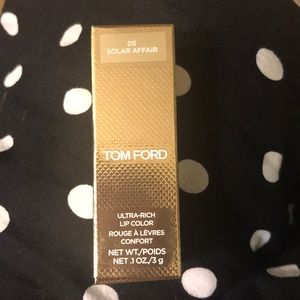 05
SOLAR AFFAIR
TOM FORD
ULTRA-RICH
LIP COLOR
ROUGE À LÈVRES
CONFORT
NET WT./POIDS
NET .1 OZ./3 g